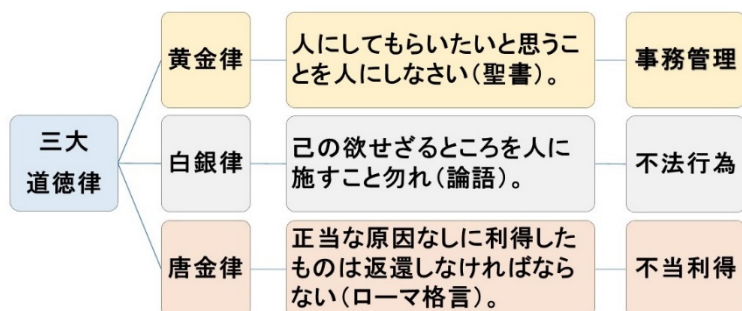 三大
道徳律
黄金律
人にしてもらいたいと思うこ
とを人にしなさい(聖書)。
事務管理
白銀律
己の欲せざるところを人に
施すこと勿れ(論語)。
不法行為
唐金律
正当な原因なしに利得した
ものは返還しなければなら
ない(ローマ格言)。
不当利得